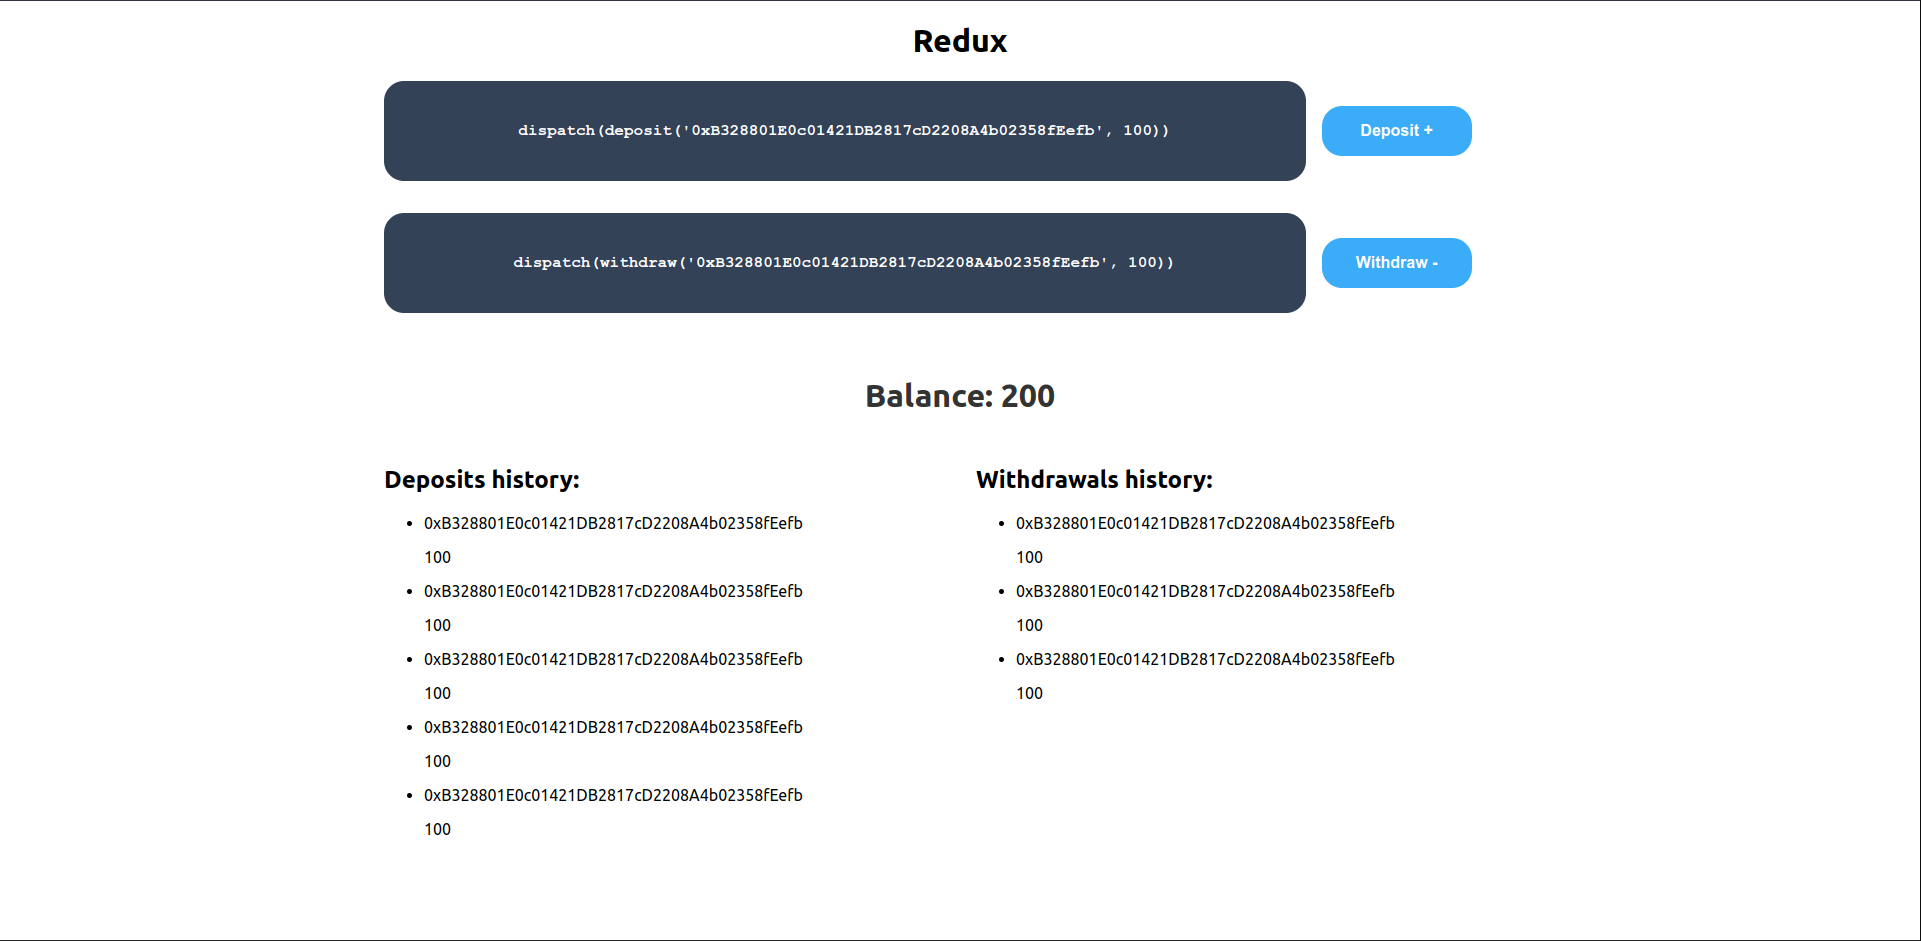 Redux
dispatch(deposit('0xB328801E0c01421DB2817cD2208A4b02358fEefb', 100))
Deposit +
dispatch(withdraw('0xB328801E0c01421DB2817cD2208A4b02358fEefb', 100))
Withdraw -
Balance: 200
Deposits history:
• 0xB328801E0c01421DB2817cD2208A4b02358fEefb
100
• 0xB328801E0c01421DB2817cD2208A4b02358fEefb
100
• 0xB328801E0c01421DB2817cD2208A4b02358fEefb
100
• 0xB328801E0c01421DB2817cD2208A4b02358fEefb
100
• 0xB328801E0c01421DB2817cD2208A4b02358fEefb
100
Withdrawals history:
• 0xB328801E0c01421DB2817cD2208A4b02358fEefb
100
• 0xB328801E0c01421DB2817cD2208A4b02358fEefb
100
• 0xB328801E0c01421DB2817cD2208A4b02358fEefb
100